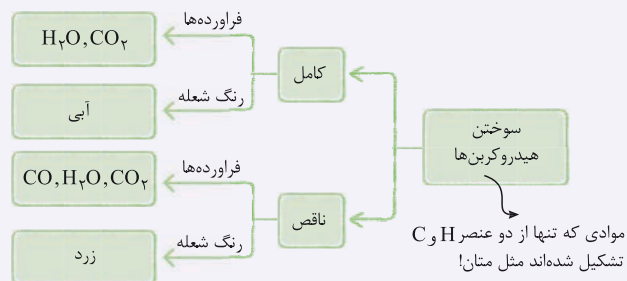 سوختن
هیدروکربن‌ها
موادی که تنها از دو عنصر H و C
تشکیل شده‌اند مثل متان!
کامل
فراورده‌ها
H۲O,CO۲
رنگ شعله
آبی
ناقص
فراورده‌ها
CO,H۲O,CO۲
رنگ شعله
زرد